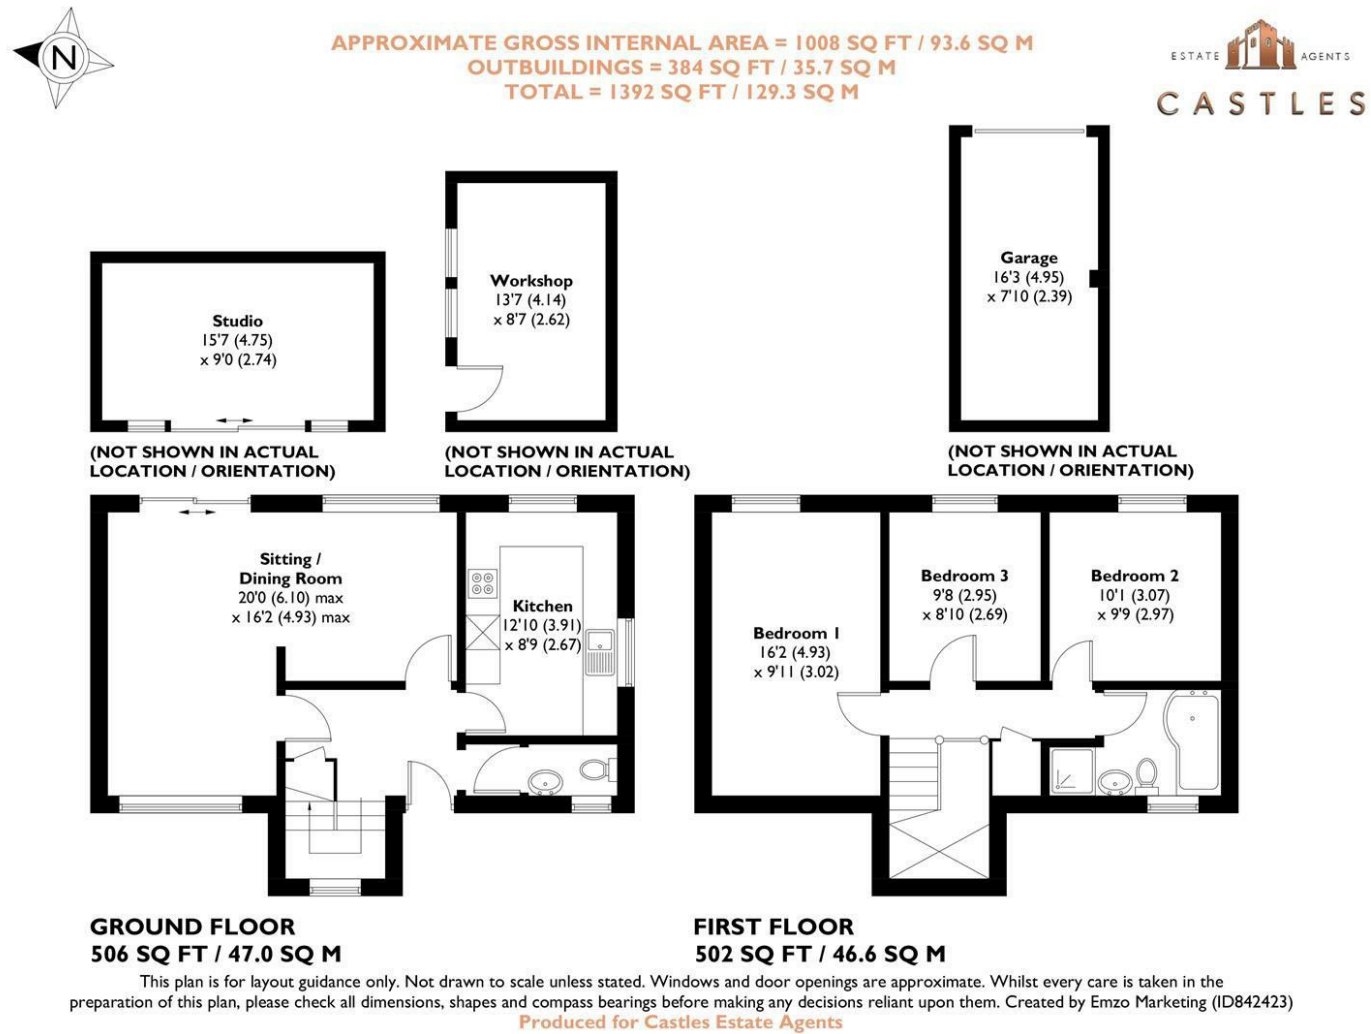 N
APPROXIMATE GROSS INTERNAL AREA = 1008 SQ FT / 93.6 SQ M
OUTBUILDINGS = 384 SQ FT / 35.7 SQ M
TOTAL = 1392 SQ FT / 129.3 SQ M
ESTATE AGENTS
CASTLES
Studio
15'7 (4.75)
x 9'0 (2.74)
(NOT SHOWN IN ACTUAL
LOCATION / ORIENTATION)
Workshop
13'7 (4.14)
x 8'7 (2.62)
(NOT SHOWN IN ACTUAL
LOCATION / ORIENTATION)
Garage
16'3 (4.95)
x 7'10 (2.39)
(NOT SHOWN IN ACTUAL
LOCATION / ORIENTATION)
Sitting /
Dining Room
20'0 (6.10) max
x 16'2 (4.93) max
Kitchen
12'10 (3.91)
x 8'9 (2.67)
Bedroom 1
16'2 (4.93)
x 9'11 (3.02)
Bedroom 3
9'8 (2.95)
x 8'10 (2.69)
Bedroom 2
10'1 (3.07)
x 9'9 (2.97)
GROUND FLOOR
506 SQ FT / 47.0 SQ M
FIRST FLOOR
502 SQ FT / 46.6 SQ M
This plan is for layout guidance only. Not drawn to scale unless stated. Windows and door openings are approximate. Whilst every care is taken in the
preparation of this plan, please check all dimensions, shapes and compass bearings before making any decisions reliant upon them. Created by Emzo Marketing (ID842423)
Produced for Castles Estate Agents